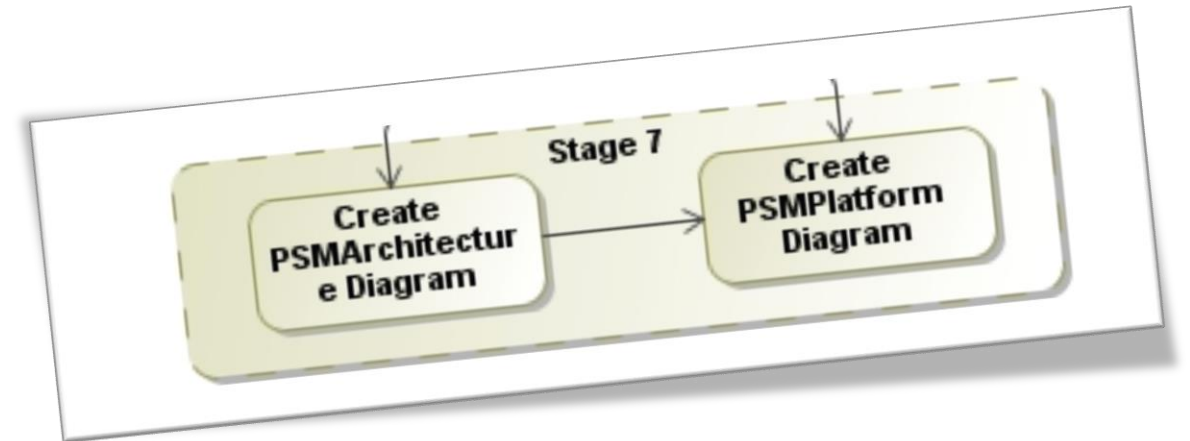 Stage 7
Create
PSMArchitectur
e Diagram
Create
PSMPlatform
Diagram